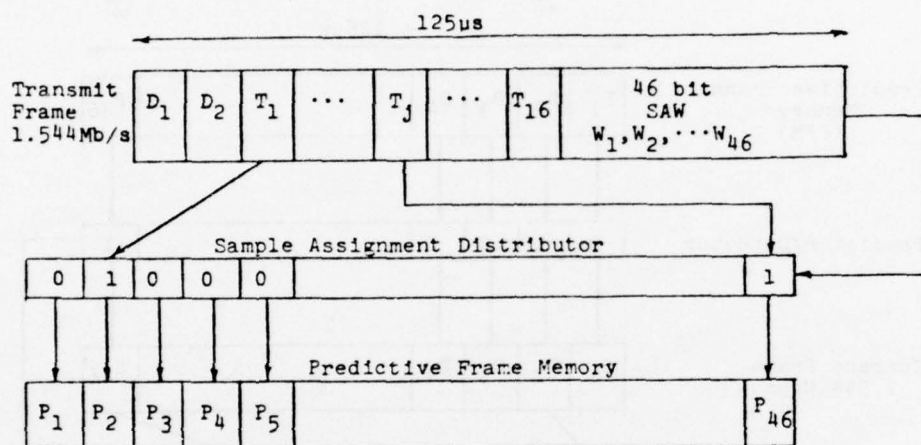 125µs
Transmit Frame 1.544Mb/s
D1 D2 T1 ··· Tj ··· T16
46 bit SAW W1,W2,···W46
Sample Assignment Distributor
0 1 0 0 0 1
Predictive Frame Memory
P1 P2 P3 P4 P5 P46